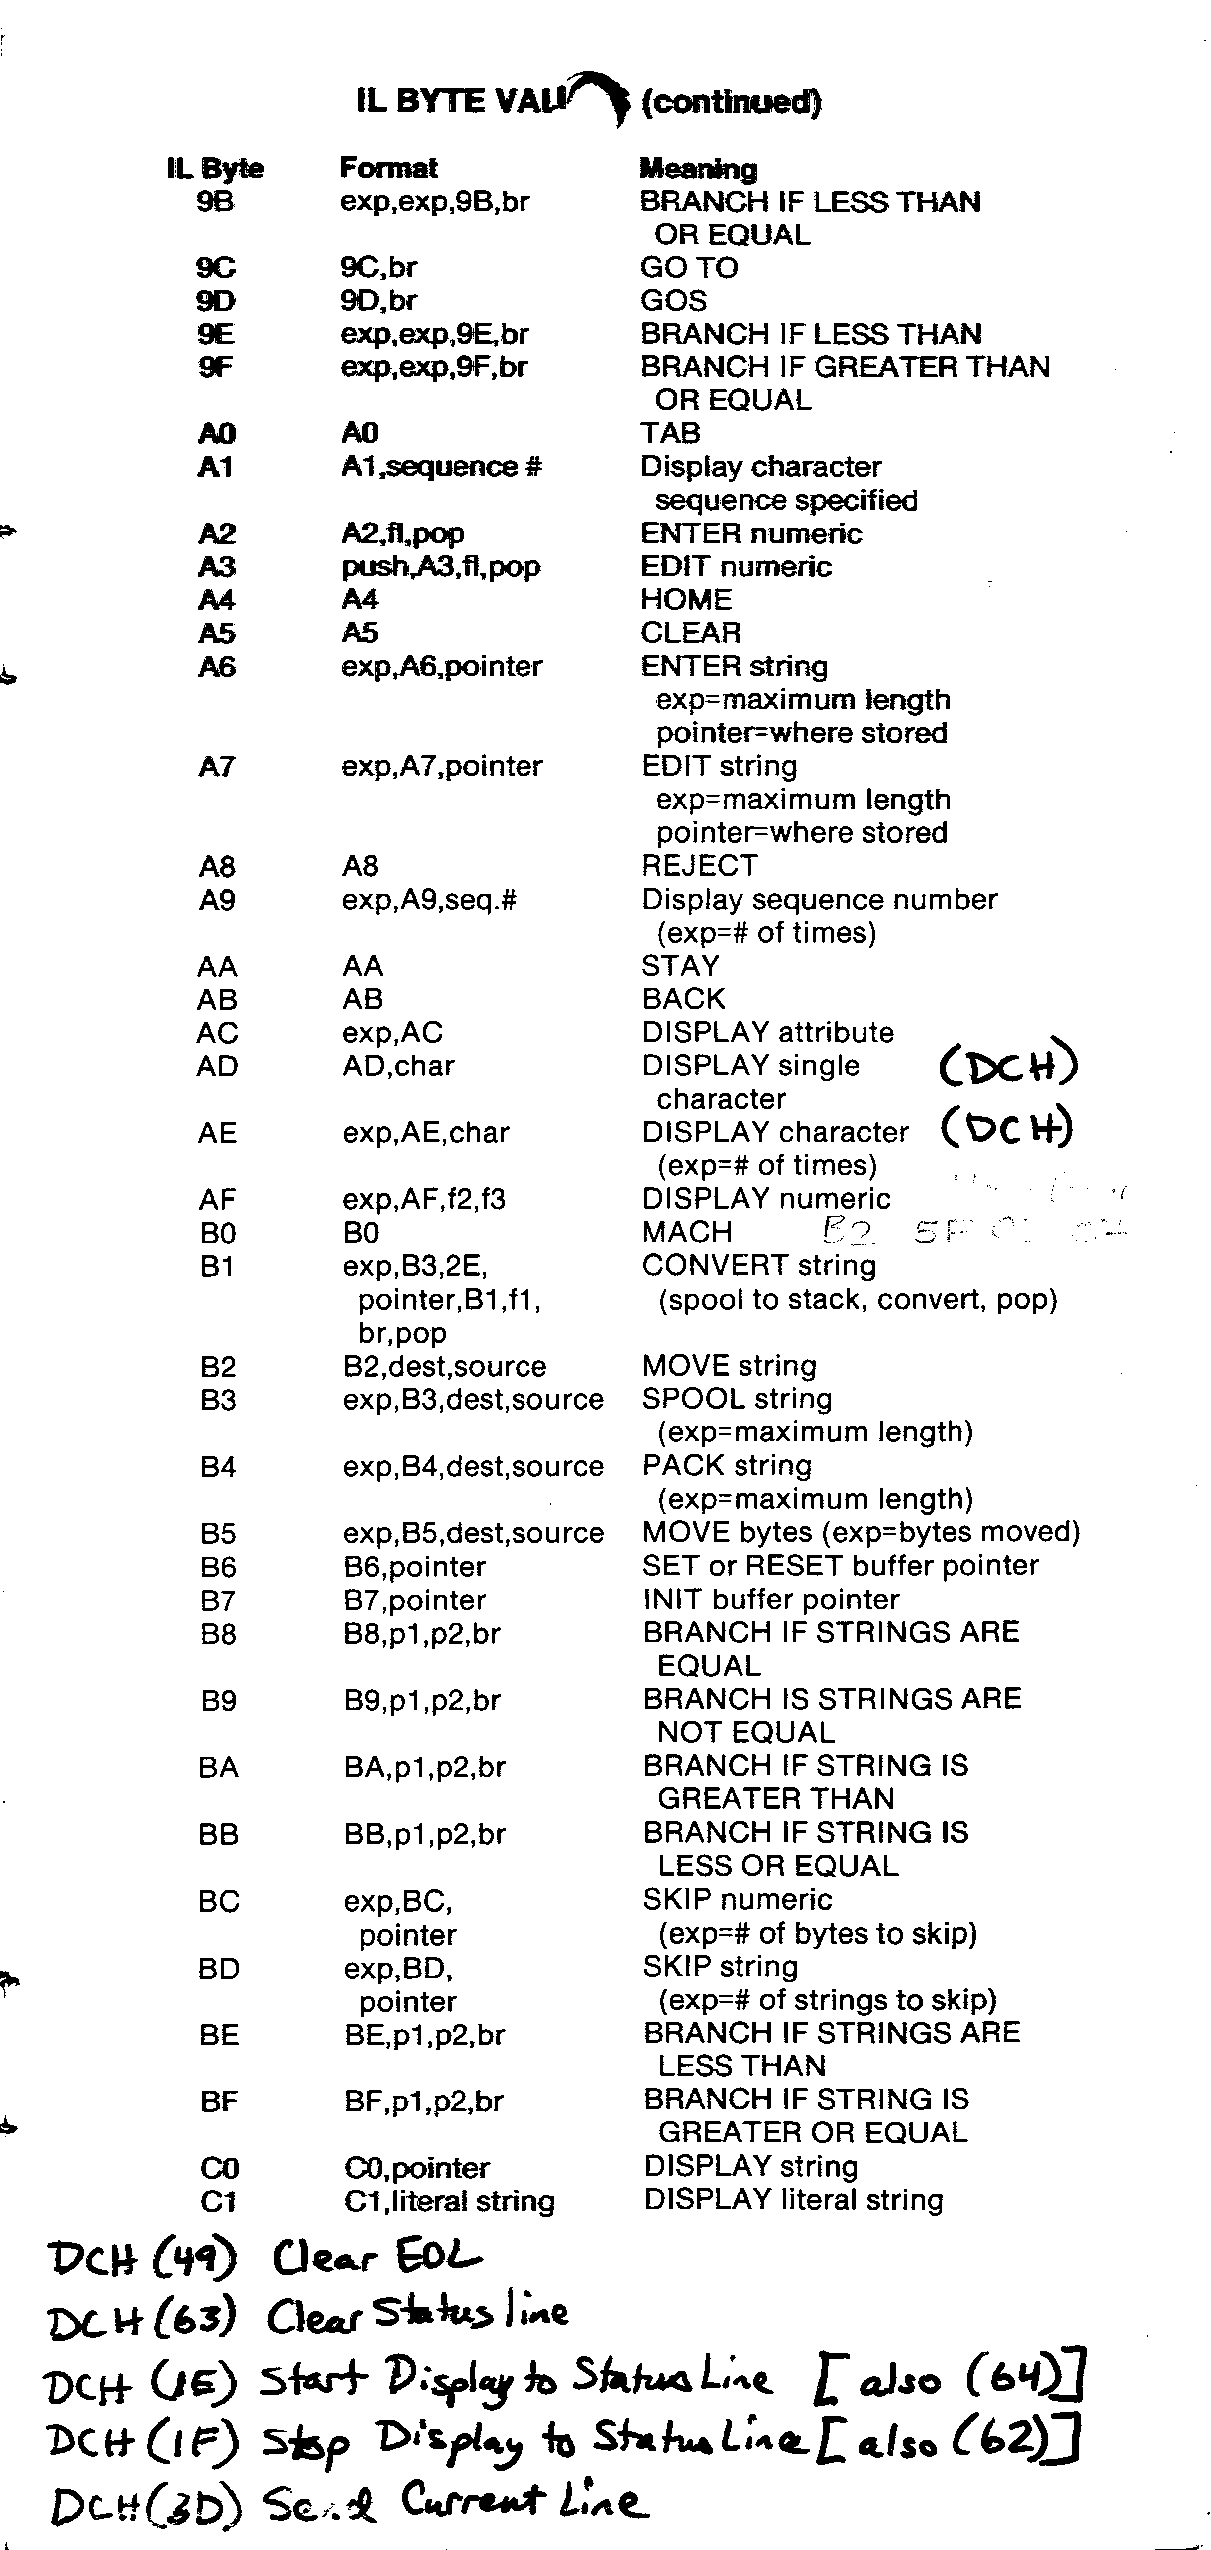 IL BYTE VALU (continued)
IL Byte Format Meaning
9B exp,exp,9B,br BRANCH IF LESS THAN
OR EQUAL
9C 9C,br GO TO
9D 9D,br GOS
9E exp,exp,9E,br BRANCH IF LESS THAN
9F exp,exp,9F,br BRANCH IF GREATER THAN
OR EQUAL
A0 A0 TAB
A1 A1,sequence # Display character
sequence specified
A2 A2,fl,pop ENTER numeric
A3 push,A3,fl,pop EDIT numeric
A4 A4 HOME
A5 A5 CLEAR
A6 exp,A6,pointer ENTER string
exp=maximum length
pointer=where stored
A7 exp,A7,pointer EDIT string
exp=maximum length
pointer=where stored
A8 A8 REJECT
A9 exp,A9,seq.# Display sequence number
(exp=# of times)
AA AA STAY
AB AB BACK
AC exp,AC DISPLAY attribute
AD AD,char DISPLAY single (DCH)
character
AE exp,AE,char DISPLAY character (DCH)
(exp=# of times)
AF exp,AF,f2,f3 DISPLAY numeric
B0 B0 MACH B2
B1 exp,B3,2E, CONVERT string
pointer,B1,f1, (spool to stack, convert, pop)
br,pop
B2 B2,dest,source MOVE string
B3 exp,B3,dest,source SPOOL string
(exp=maximum length)
B4 exp,B4,dest,source PACK string
(exp=maximum length)
B5 exp,B5,dest,source MOVE bytes (exp=bytes moved)
B6 B6,pointer SET or RESET buffer pointer
B7 B7,pointer INIT buffer pointer
B8 B8,p1,p2,br BRANCH IF STRINGS ARE
EQUAL
B9 B9,p1,p2,br BRANCH IS STRINGS ARE
NOT EQUAL
BA BA,p1,p2,br BRANCH IF STRING IS
GREATER THAN
BB BB,p1,p2,br BRANCH IF STRING IS
LESS OR EQUAL
BC exp,BC, SKIP numeric
pointer (exp=# of bytes to skip)
BD exp,BD, SKIP string
pointer (exp=# of strings to skip)
BE BE,p1,p2,br BRANCH IF STRINGS ARE
LESS THAN
BF BF,p1,p2,br BRANCH IF STRING IS
GREATER OR EQUAL
C0 C0,pointer DISPLAY string
C1 C1,literal string DISPLAY literal string
DCH (49) Clear EOL
DCH (63) Clear Status line
DCH (1E) Start Display to Status Line [also (64)]
DCH (1F) Stop Display to Status Line [also (62)]
DCH (3D) Send Current Line